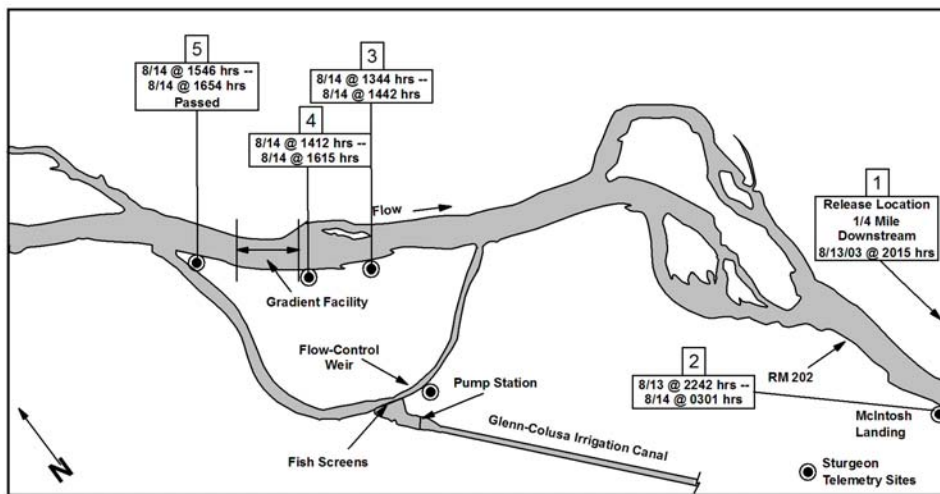 5
8/14 @ 1546 hrs --
8/14 @ 1654 hrs
Passed
3
8/14 @ 1344 hrs --
8/14 @ 1442 hrs
4
8/14 @ 1412 hrs --
8/14 @ 1615 hrs
Flow
1
Release Location
1/4 Mile
Downstream
8/13/03 @ 2015 hrs
Gradient Facility
Flow-Control
Weir
Pump Station
2
8/13 @ 2242 hrs --
8/14 @ 0301 hrs
RM 202
McIntosh
Landing
Glenn-Colusa Irrigation Canal
Fish Screens
N
Sturgeon
Telemetry Sites